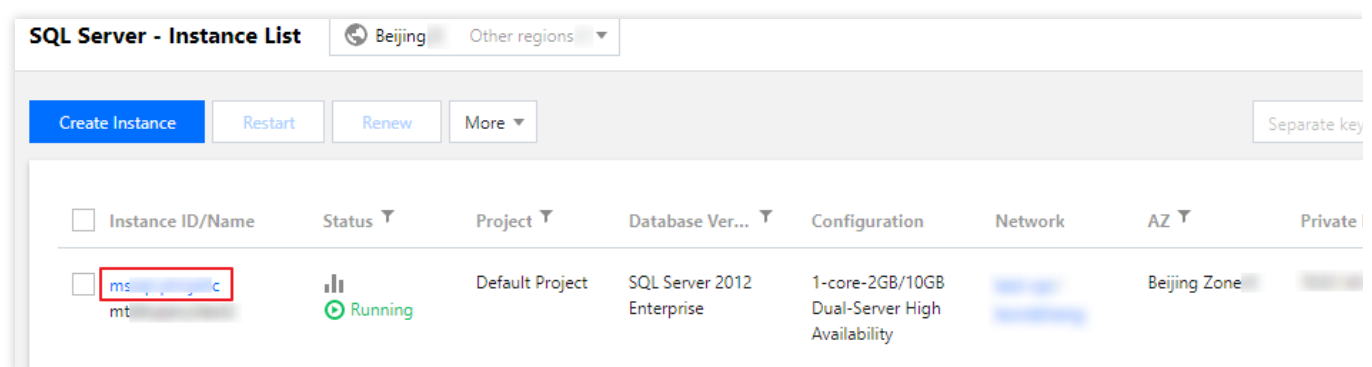 SQL Server - Instance List Beijing Other regions
Create Instance Restart Renew More Separate key
Instance ID/Name Status Project Database Ver... Configuration Network AZ Private
Default Project SQL Server 2012 1-core-2GB/10GB Beijing Zone
Running Enterprise Dual-Server High
Availability